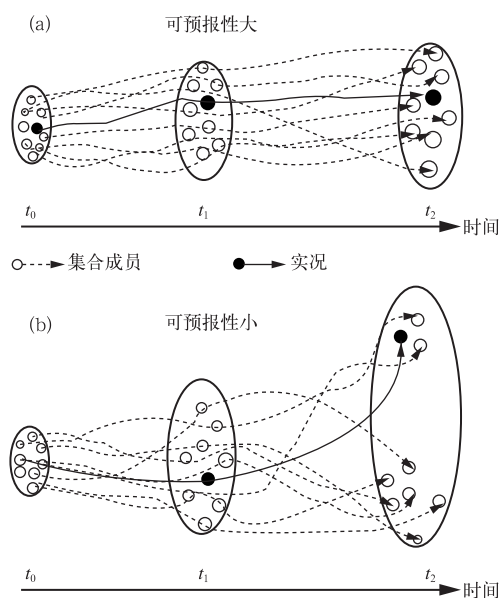 (a) 可预报性大
t₀ t₁ t₂
时间
集合成员 实况
(b) 可预报性小
t₀ t₁ t₂
时间